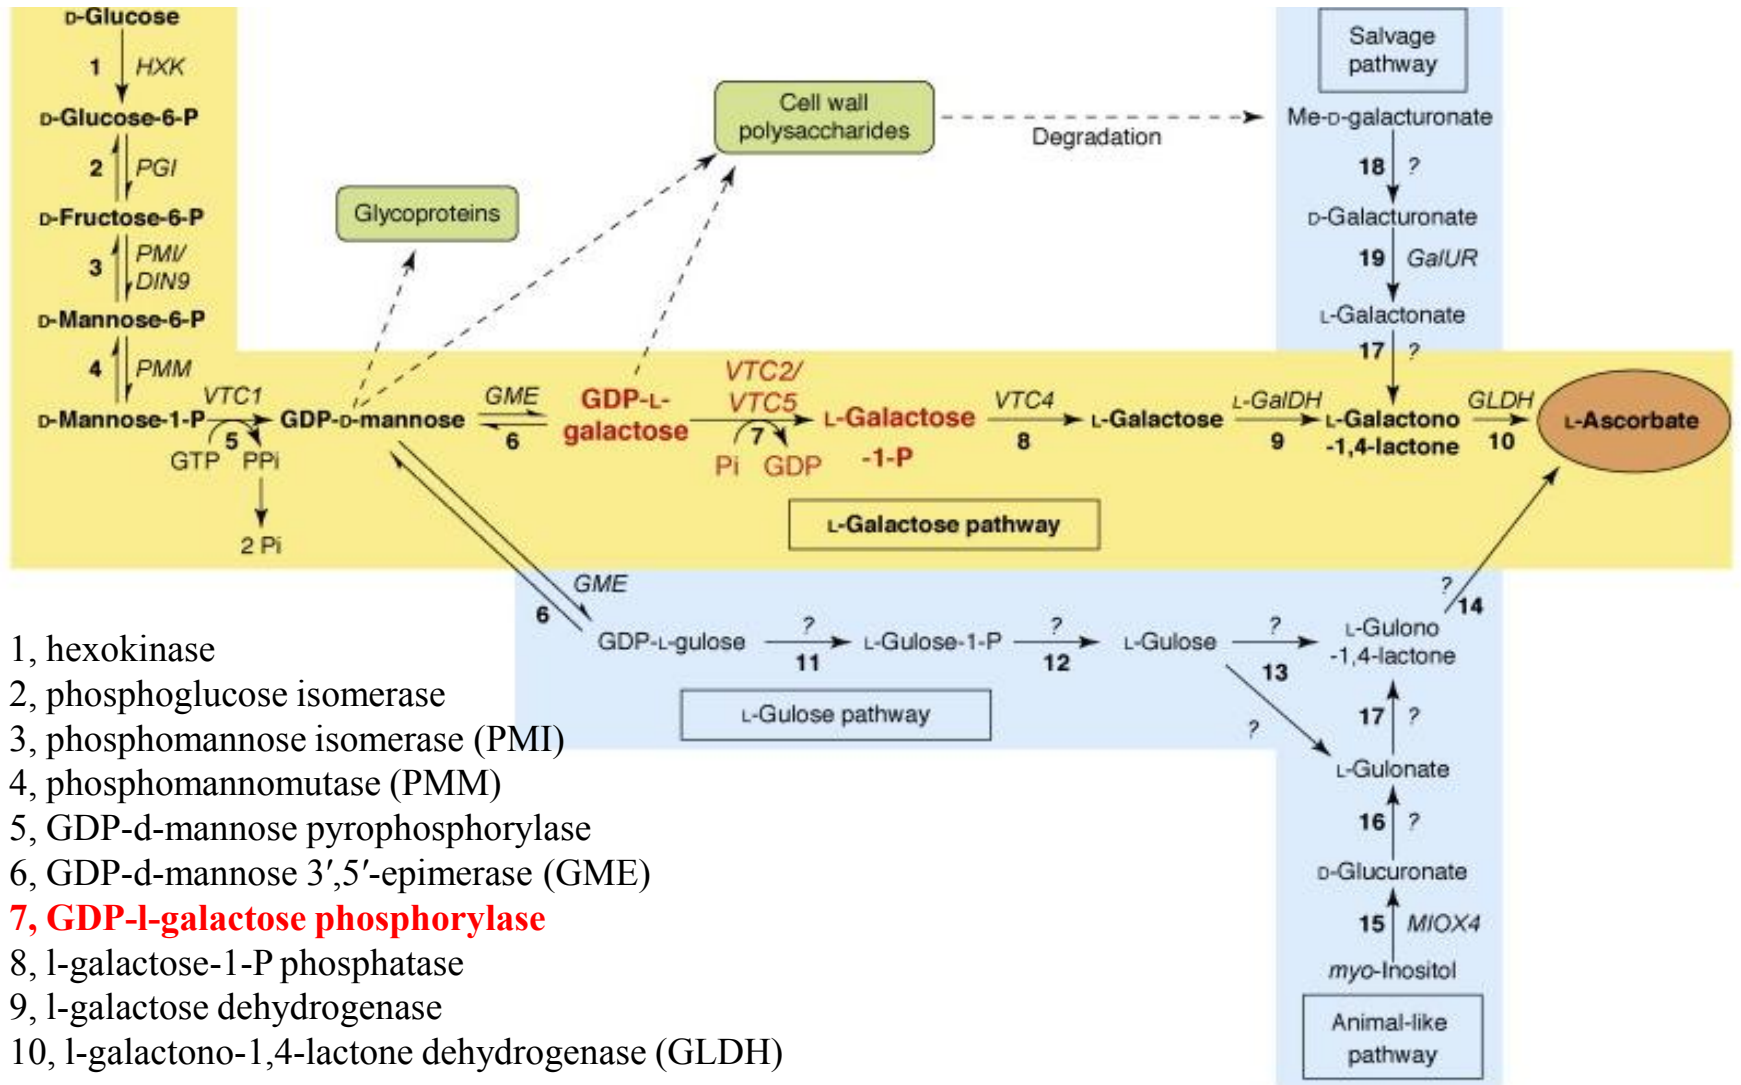 D-Glucose
1 HXK
D-Glucose-6-P
2 PGI
D-Fructose-6-P
3 PMI/
DIN9
D-Mannose-6-P
4 PMM
D-Mannose-1-P
VTC1
5
GTP PPi
2 Pi
GDP-D-mannose
Glycoproteins
Cell wall
polysaccharides
Degradation
GME
6
GDP-L-
galactose
VTC2/
VTC5
7
Pi GDP
L-Galactose
-1-P
VTC4
8
L-Galactose
L-GalDH
9
L-Galactono
-1,4-lactone
GLDH
10
L-Ascorbate
L-Galactose pathway
Salvage
pathway
Me-D-galacturonate
18 ?
D-Galacturonate
19 GalUR
L-Galactonate
17 ?
GME
6
GDP-L-gulose
?
11
L-Gulose-1-P
?
12
L-Gulose
?
13
L-Gulono
-1,4-lactone
?
14
L-Gulose pathway
?
17 ?
L-Gulonate
16 ?
D-Glucuronate
15 MIOX4
myo-Inositol
Animal-like
pathway
1, hexokinase
2, phosphoglucose isomerase
3, phosphomannose isomerase (PMI)
4, phosphomannomutase (PMM)
5, GDP-d-mannose pyrophosphorylase
6, GDP-d-mannose 3′,5′-epimerase (GME)
7, GDP-l-galactose phosphorylase
8, l-galactose-1-P phosphatase
9, l-galactose dehydrogenase
10, l-galactono-1,4-lactone dehydrogenase (GLDH)